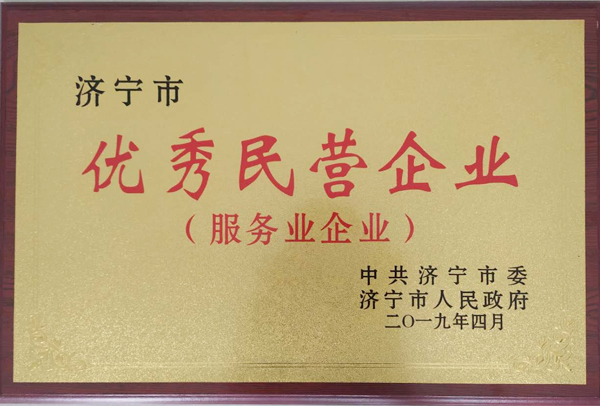 济宁市
优秀民营企业
（服务业企业）
中共济宁市委
济宁市人民政府
二〇一九年四月